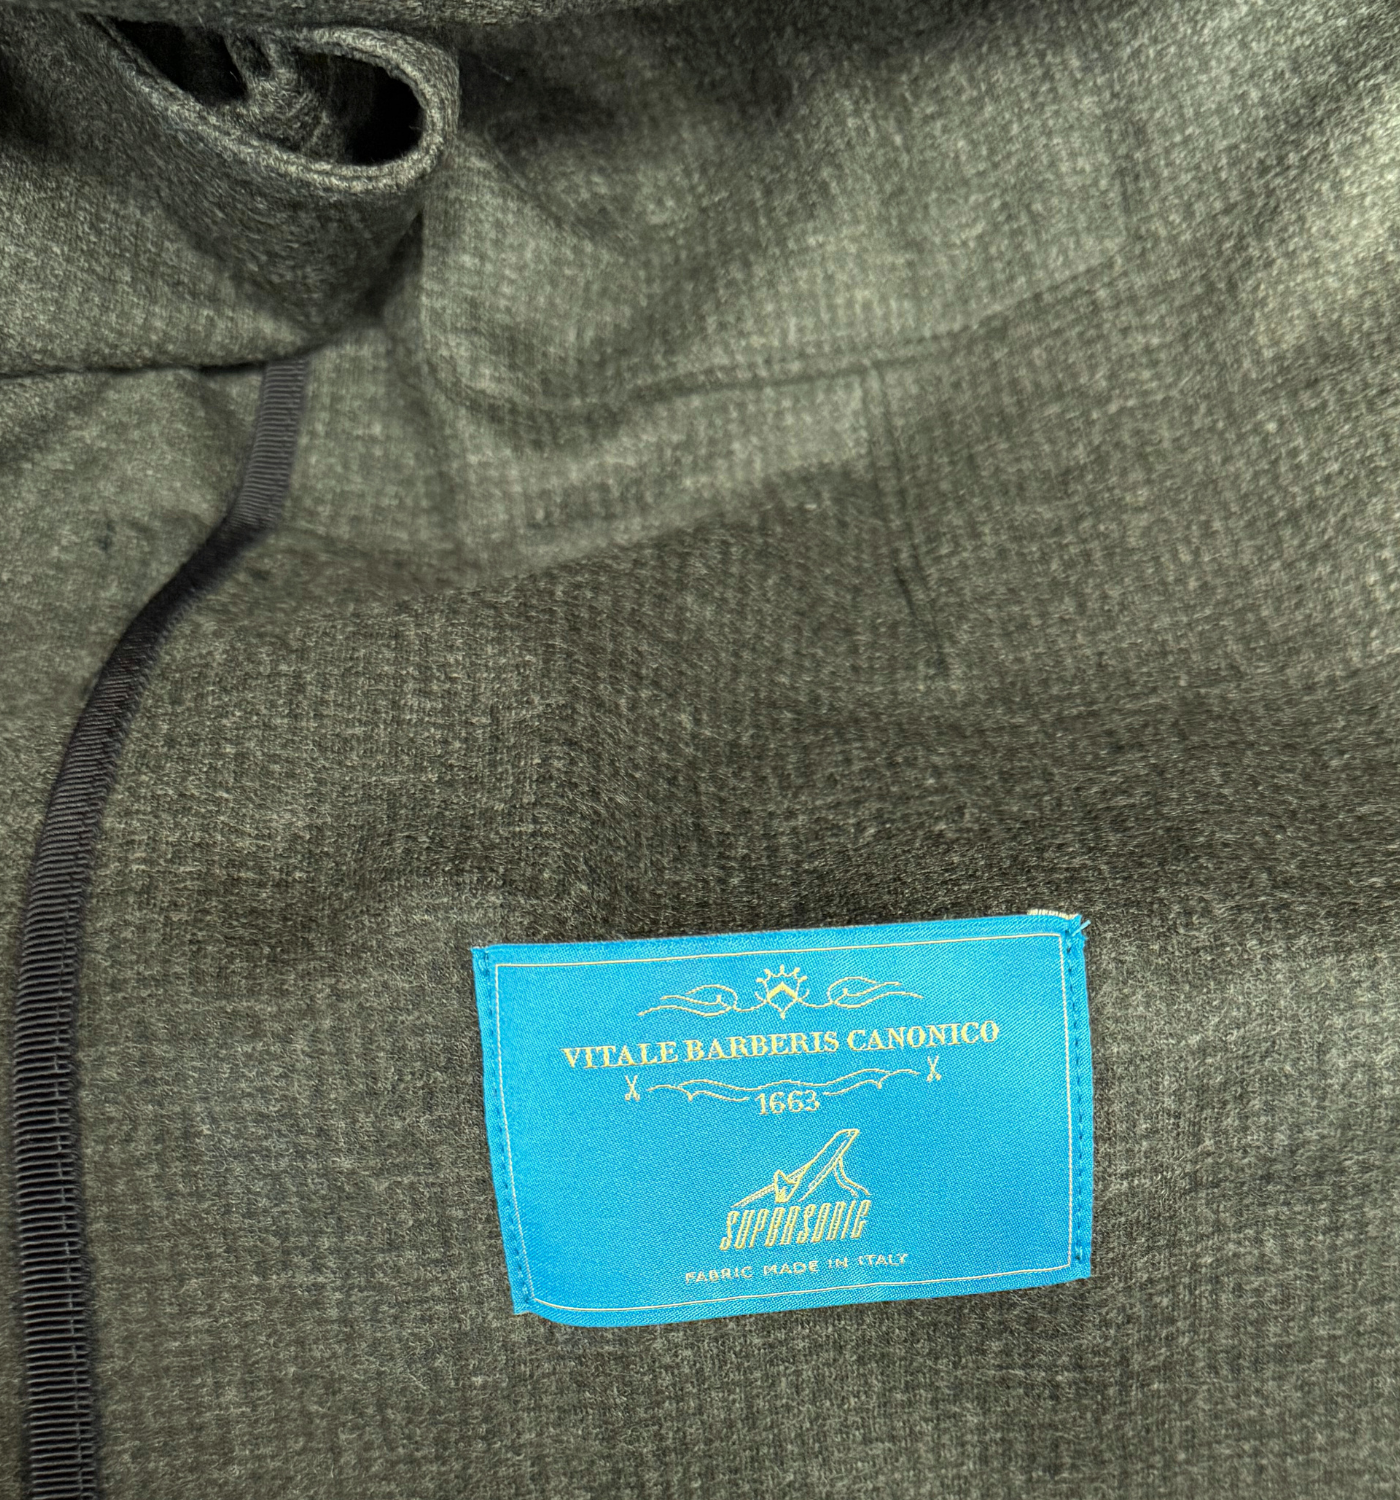 VITALE BARBERIS CANONICO
1663
SUPERSONIC
FABRIC MADE IN ITALY